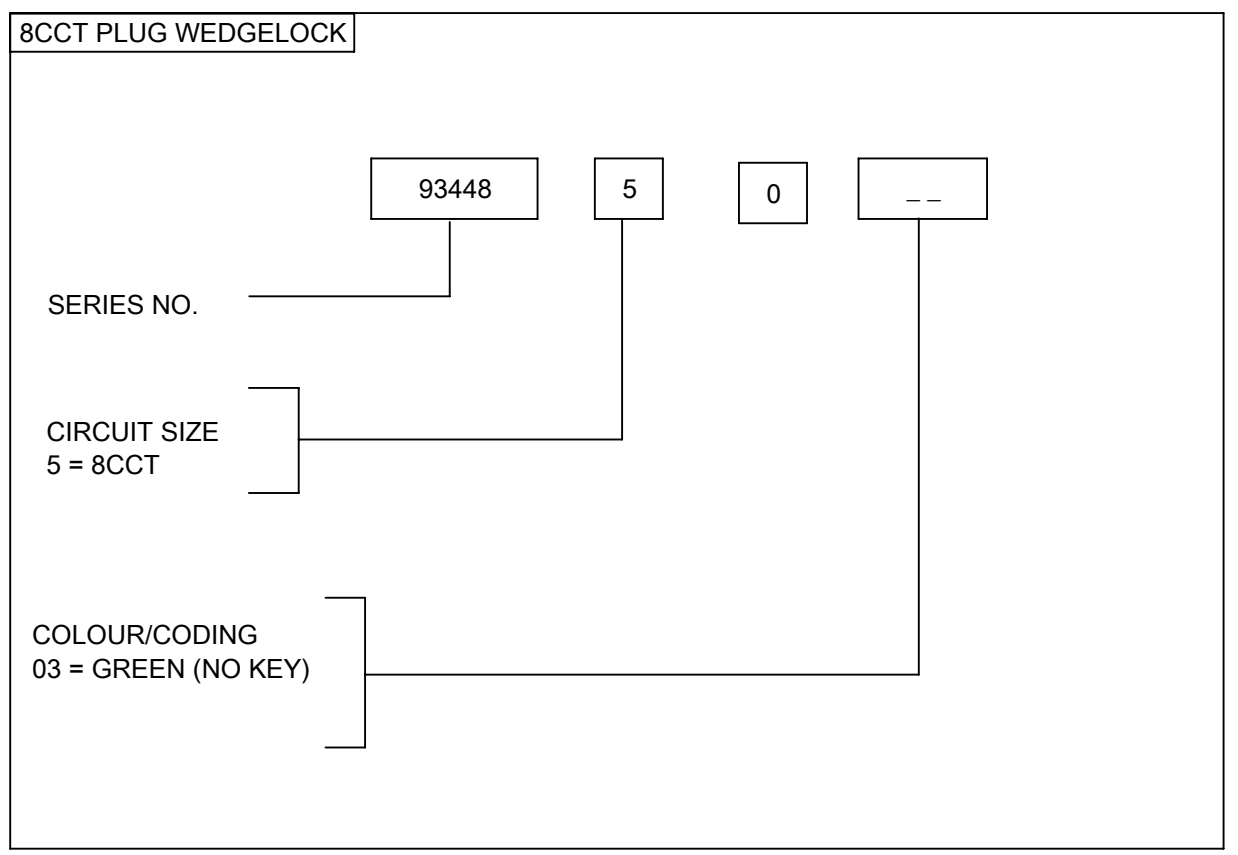 8CCT PLUG WEDGELOCK
93448 5 0 _ _
SERIES NO.
CIRCUIT SIZE
5 = 8CCT
COLOUR/CODING
03 = GREEN (NO KEY)